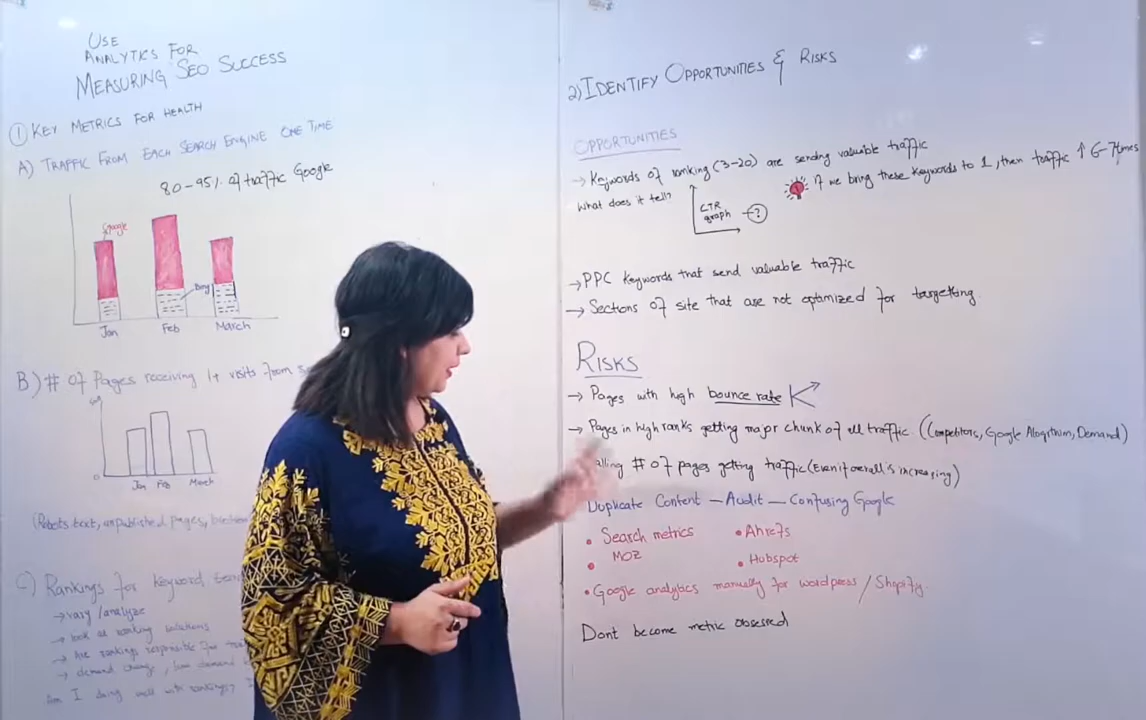 USE
ANALYTICS FOR
MEASURING SEO SUCCESS
① KEY METRICS FOR HEALTH
A) TRAFFIC FROM EACH SEARCH ENGINE ONE TIME
80-95% of traffic Google
Google
Bing
Jan Feb March
B) # of Pages receiving 1+ visits from
0
Jan Feb March
(Robots text, unpublished pages,
C) Rankings for keyword
→ vary/analyze
→ look at ranking
→ Are rankings responsible for
→ demand change, demand
Am I doing well with rankings?
2) IDENTIFY OPPORTUNITIES & RISKS
OPPORTUNITIES
→ Keywords of ranking (3-20) are sending valuable traffic
If we bring these keywords to 1, then traffic ↑ 6-7 times
What does it tell?
CTR
graph
?
→ PPC keywords that send valuable traffic
→ Sections of site that are not optimized for targetting
RISKS
→ Pages with high bounce rate
→ Pages in high ranks getting major chunk of all traffic (Competitors, Google Alogrithum, Demand)
# of pages getting traffic (Even if overall is increasing)
Duplicate Content — Audit — Confusing Google
• Search metrics
• Ahrefs
• MOZ
• Hubspot
• Google analytics manually for wordpress / Shopify.
Dont become metric obsessed